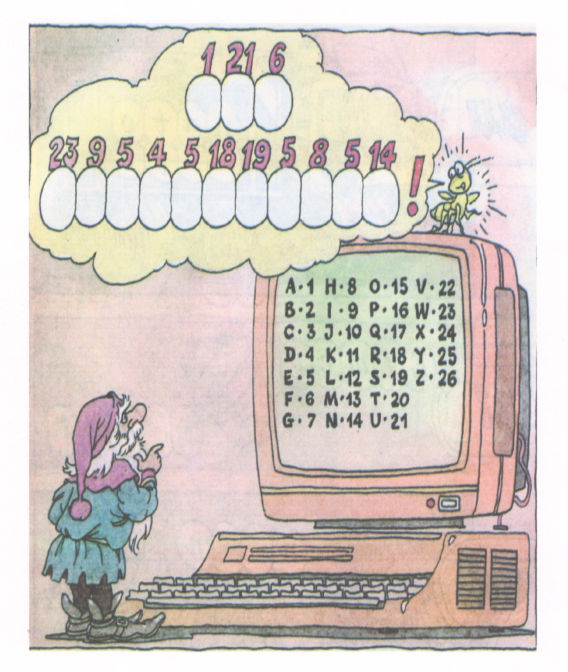 1 21 6
23 9 5 4 5 18 19 5 8 5 14 !
A·1 H·8 O·15 V·22
B·2 I·9 P·16 W·23
C·3 J·10 Q·17 X·24
D·4 K·11 R·18 Y·25
E·5 L·12 S·19 Z·26
F·6 M·13 T·20
G·7 N·14 U·21